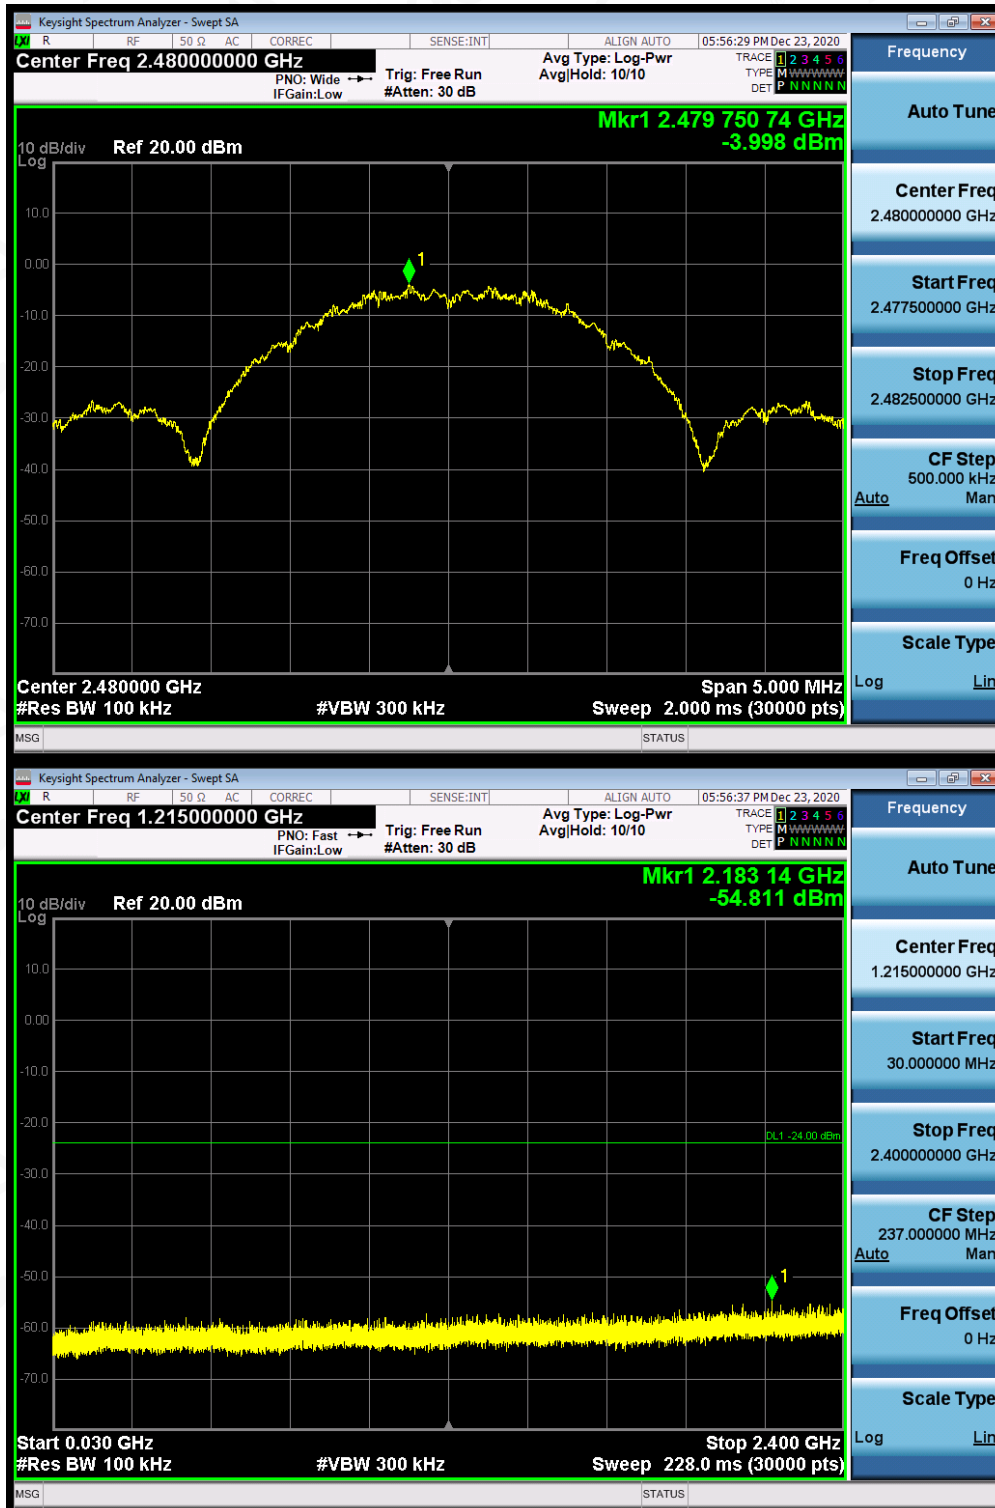 Keysight Spectrum Analyzer - Swept SA
LXI R RF 50 Ω AC CORREC SENSE:INT ALIGN AUTO 05:56:29 PM Dec 23, 2020
Center Freq 2.480000000 GHz
PNO: Wide
IFGain:Low
Trig: Free Run
#Atten: 30 dB
Avg Type: Log-Pwr
Avg|Hold: 10/10
TRACE 1 2 3 4 5 6
TYPE M WWWWW
DET P N N N N N
Mkr1 2.479 750 74 GHz
-3.998 dBm
10 dB/div Ref 20.00 dBm
Log
10.0
0.00
-10.0
-20.0
-30.0
-40.0
-50.0
-60.0
-70.0
1
Center 2.480000 GHz Span 5.000 MHz
#Res BW 100 kHz #VBW 300 kHz Sweep 2.000 ms (30000 pts)
MSG STATUS
Frequency
Auto Tune
Center Freq
2.480000000 GHz
Start Freq
2.477500000 GHz
Stop Freq
2.482500000 GHz
CF Step
500.000 kHz
Auto Man
Freq Offset
0 Hz
Scale Type
Log Lin
Keysight Spectrum Analyzer - Swept SA
LXI R RF 50 Ω AC CORREC SENSE:INT ALIGN AUTO 05:56:37 PM Dec 23, 2020
Center Freq 1.215000000 GHz
PNO: Fast
IFGain:Low
Trig: Free Run
#Atten: 30 dB
Avg Type: Log-Pwr
Avg|Hold: 10/10
TRACE 1 2 3 4 5 6
TYPE M WWWWW
DET P N N N N N
Mkr1 2.183 14 GHz
-54.811 dBm
10 dB/div Ref 20.00 dBm
Log
10.0
0.00
-10.0
-20.0
-30.0
-40.0
-50.0
-60.0
-70.0
DL1 -24.00 dBm
1
Start 0.030 GHz Stop 2.400 GHz
#Res BW 100 kHz #VBW 300 kHz Sweep 228.0 ms (30000 pts)
MSG STATUS
Frequency
Auto Tune
Center Freq
1.215000000 GHz
Start Freq
30.000000 MHz
Stop Freq
2.400000000 GHz
CF Step
237.000000 MHz
Auto Man
Freq Offset
0 Hz
Scale Type
Log Lin